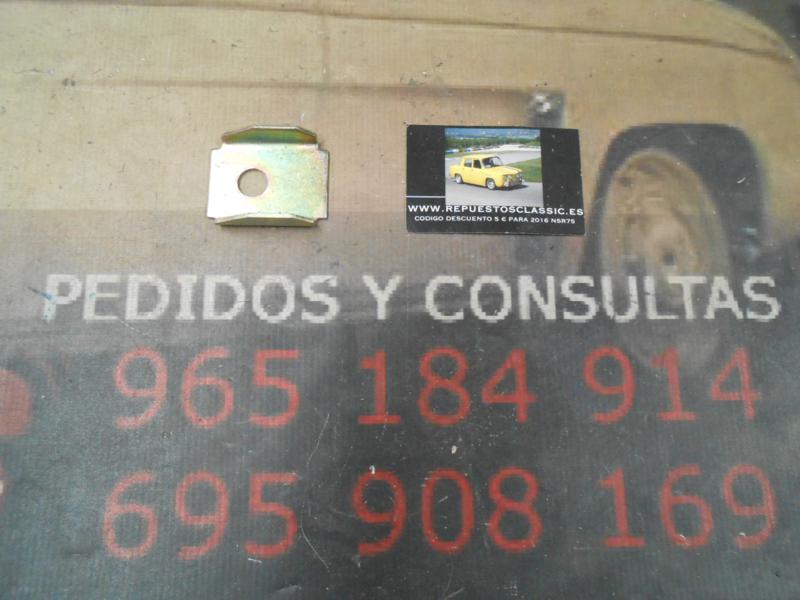 WWW.REPUESTOSCLASSIC.ES
CODIGO DESCUENTO 5 € PARA 2016 NSR75
PEDIDOS Y CONSULTAS
965 184 914
695 908 169